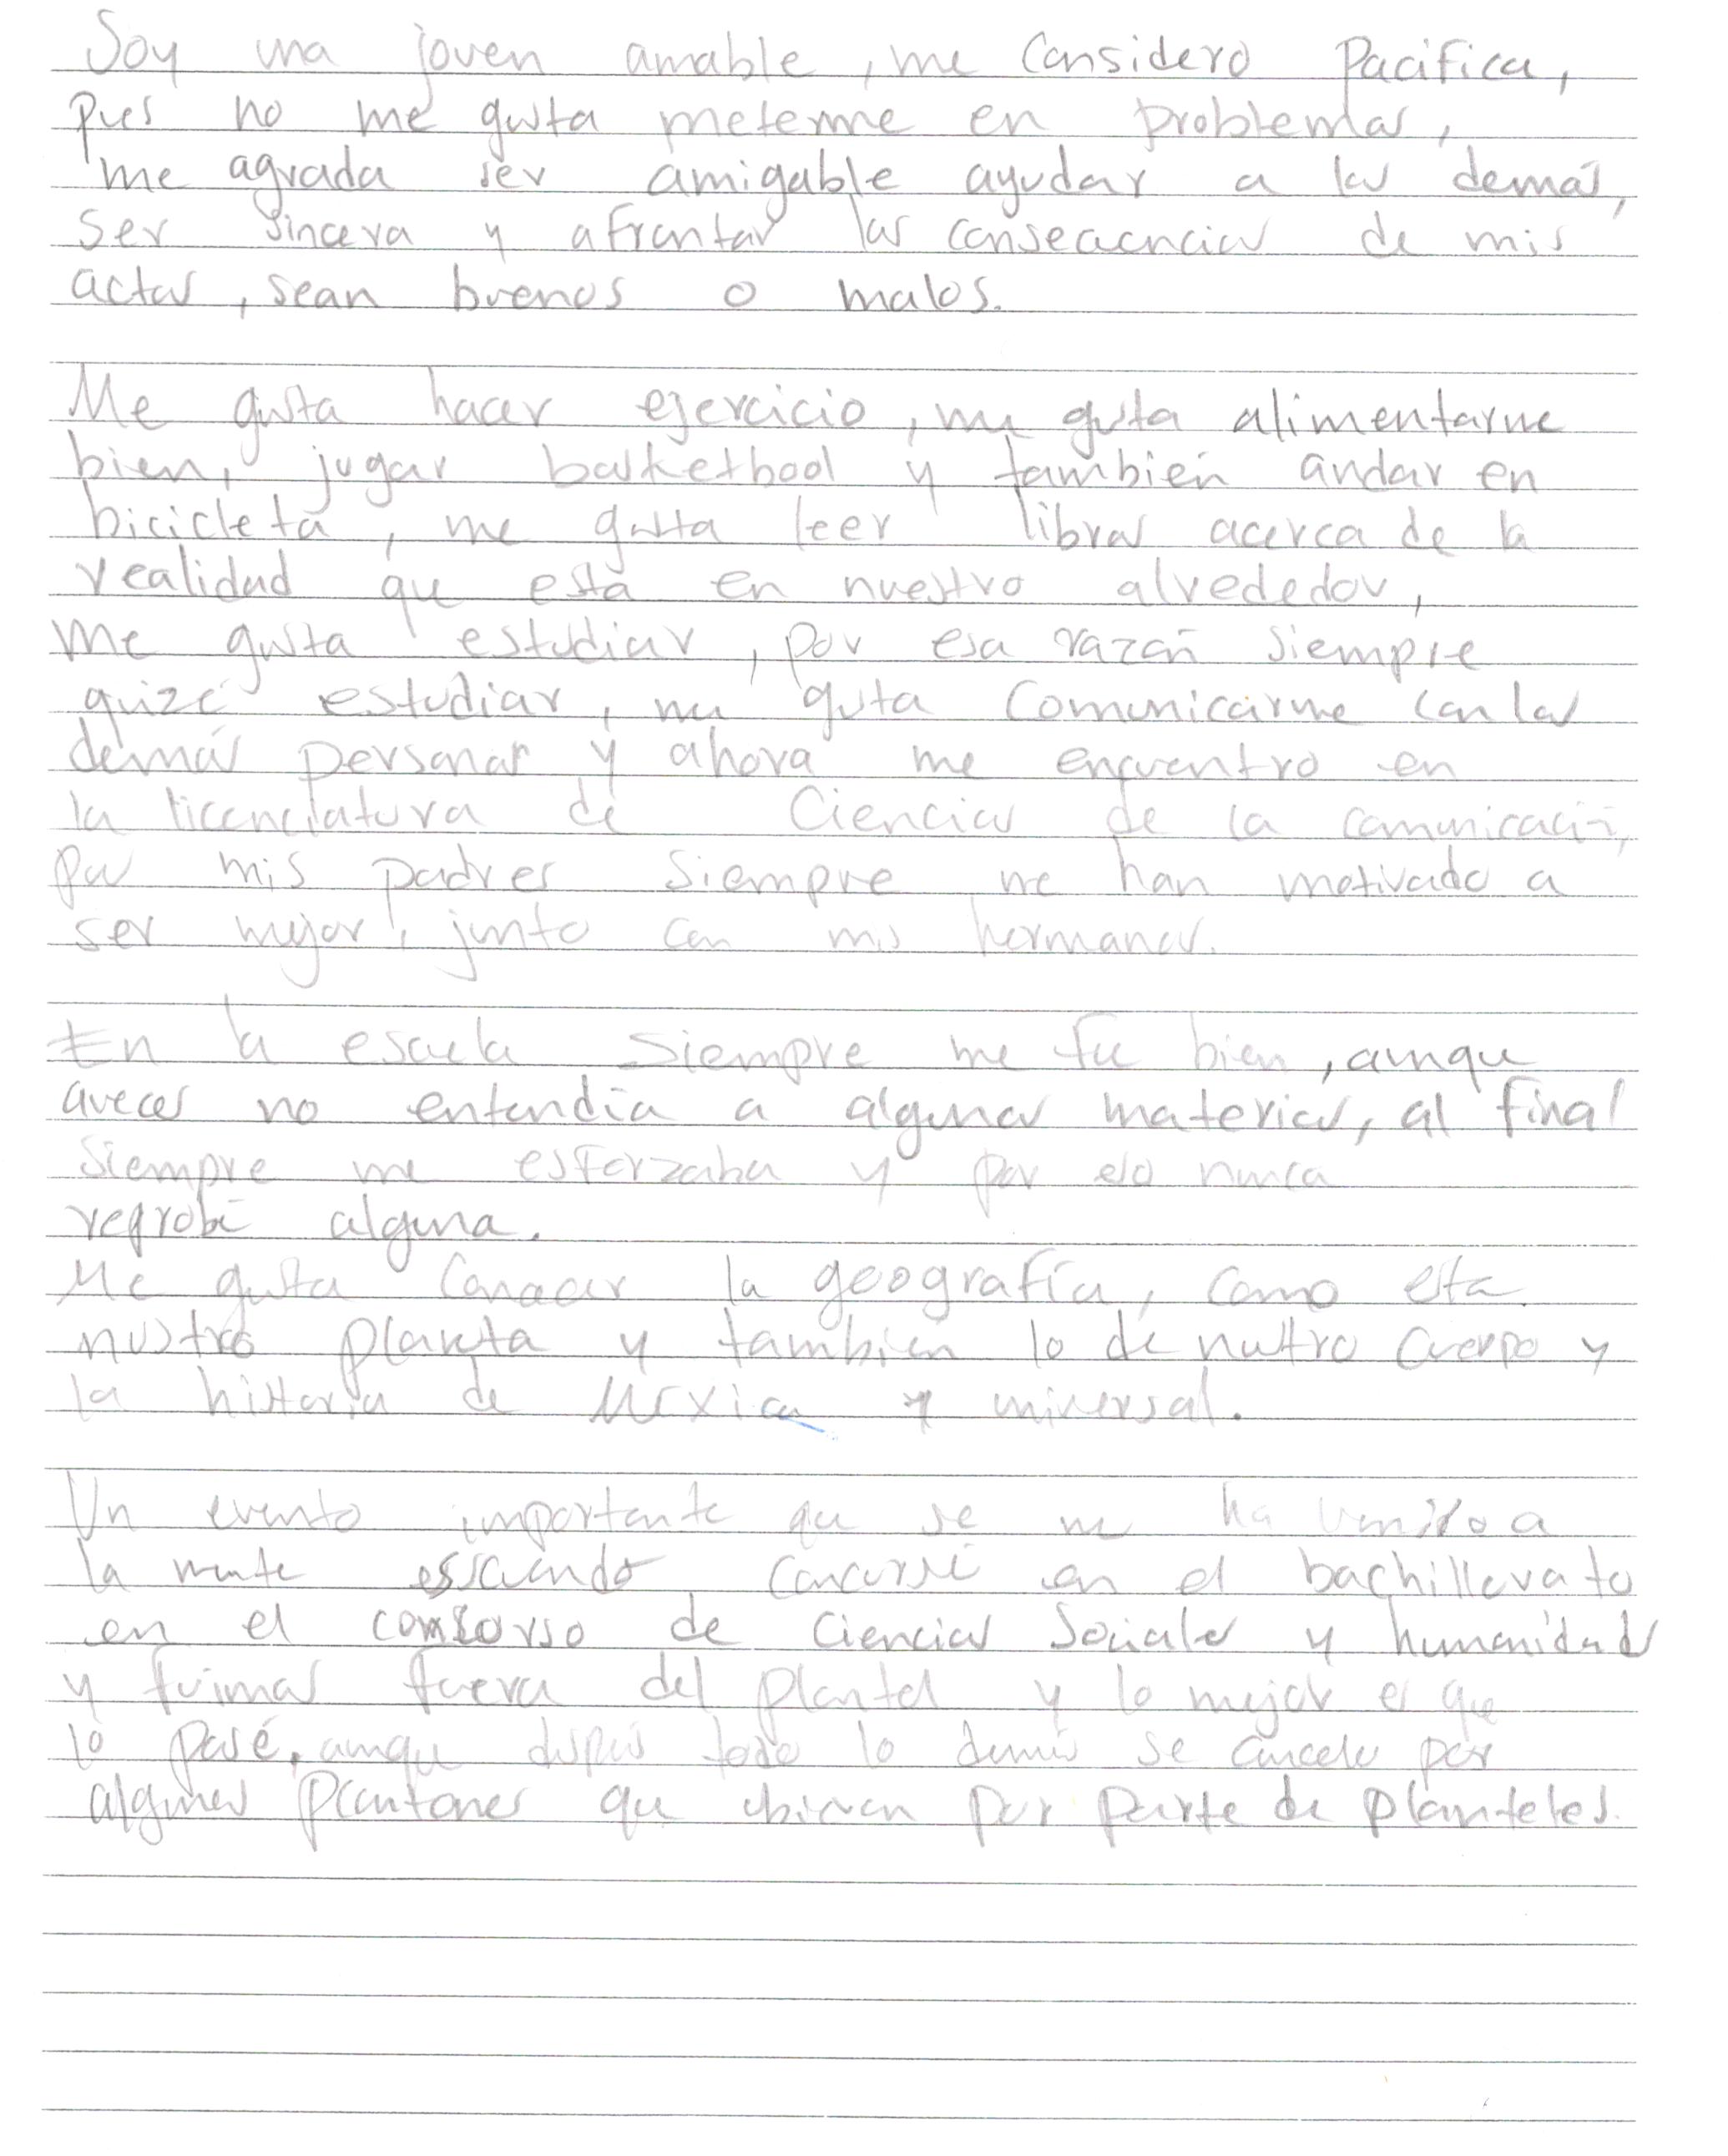 Soy una joven amable, me considero Pacifica,
pues no me gusta meterme en problemas,
me agrada ser amigable ayudar a los demás,
ser sincera y afrontar las consecuencias de mis
actos, sean buenos o malos.
Me gusta hacer ejercicio, me gusta alimentarme
bien, jugar basketbool y también andar en
bicicleta, me gusta leer libros acerca de la
realidad que está en nuestro alrededor,
me gusta estudiar, por esa razón siempre
quizé estudiar, me gusta comunicarme con las
demás personas y ahora me encuentro en
la licenciatura de Ciencias de la comunicación,
por mis padres siempre me han motivado a
ser mejor, junto con mis hermanos.
En la escuela siempre me fue bien, aunque
aveces no entendía a algunas materias, al final
siempre me esforzaba y por eso nunca
reprobé alguna.
Me gusta conocer la geografía, como esta
nustro planeta y también lo de nuestro cuerpo y
la historia de México y universal.
Un evento importante que se me ha venido a
la mente es cuando concursé en el bachillerato
en el de Ciencias Sociales y humanidades
y fuimos fuera del plantel y lo mejor es que
lo pasé, aunque después todo lo demás se cancelo por
algunos plantones que por parte de planteles.